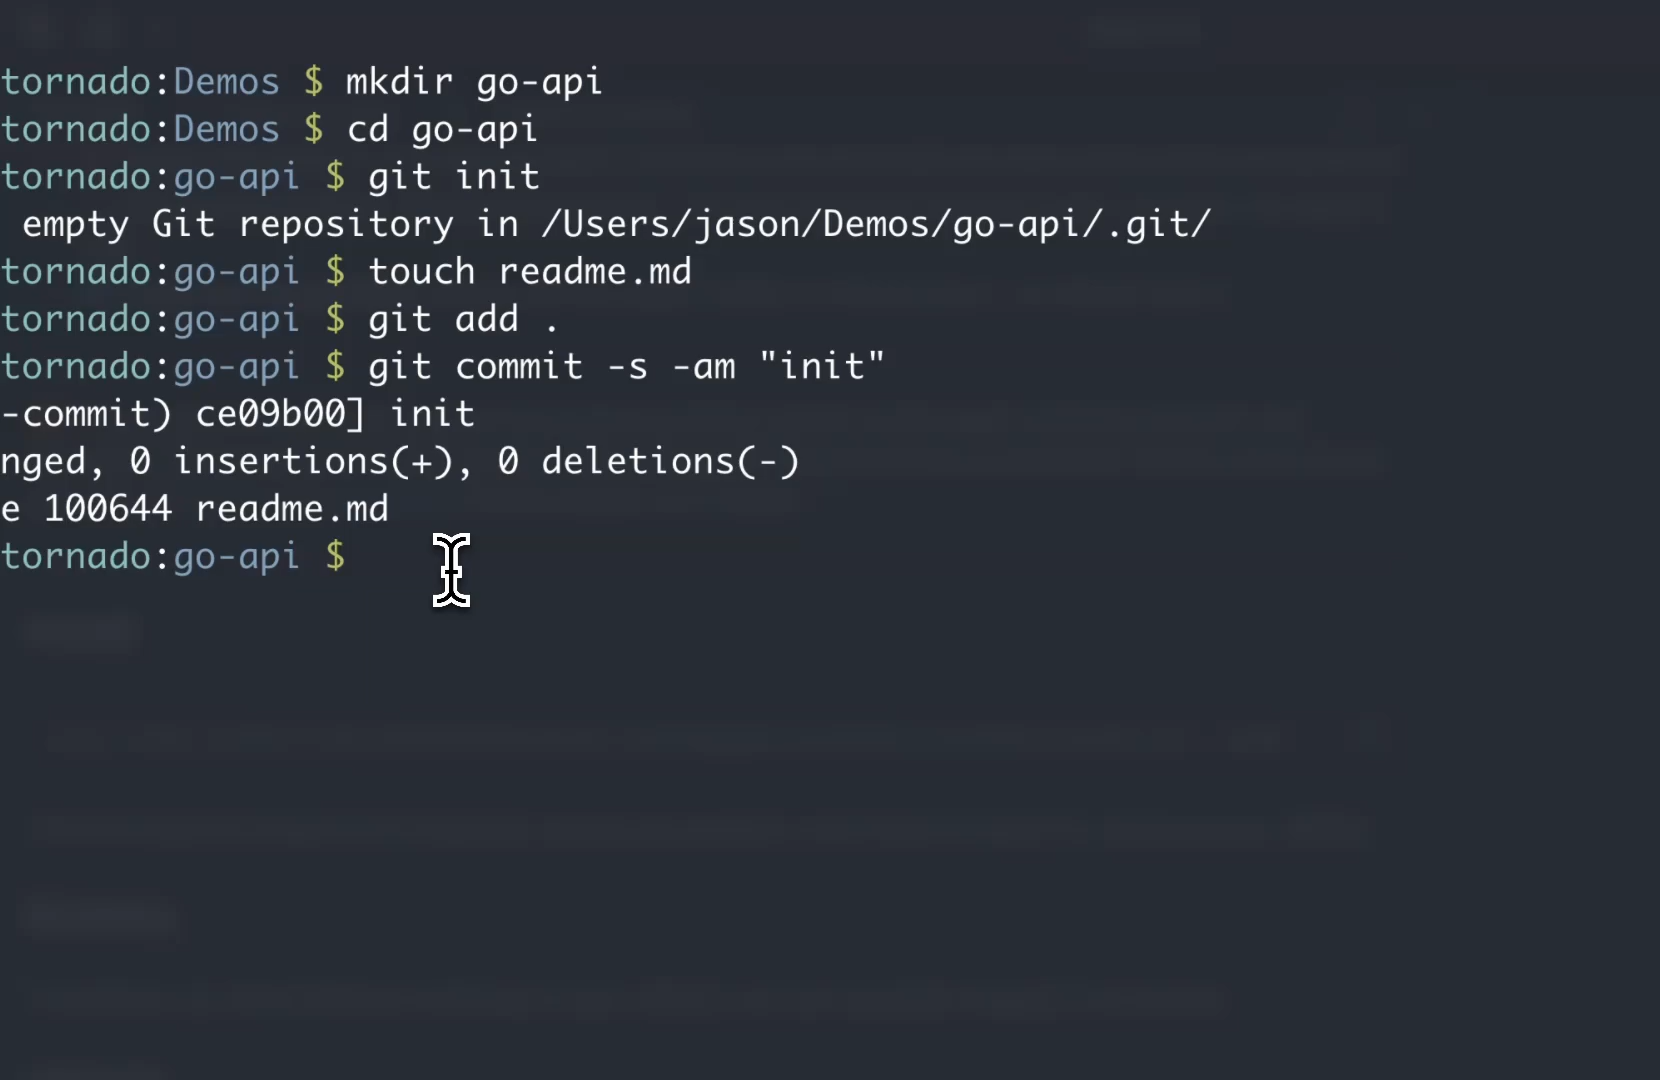 tornado:Demos $ mkdir go-api
tornado:Demos $ cd go-api
tornado:go-api $ git init
empty Git repository in /Users/jason/Demos/go-api/.git/
tornado:go-api $ touch readme.md
tornado:go-api $ git add .
tornado:go-api $ git commit -s -am "init"
-commit) ce09b00] init
nged, 0 insertions(+), 0 deletions(-)
e 100644 readme.md
tornado:go-api $